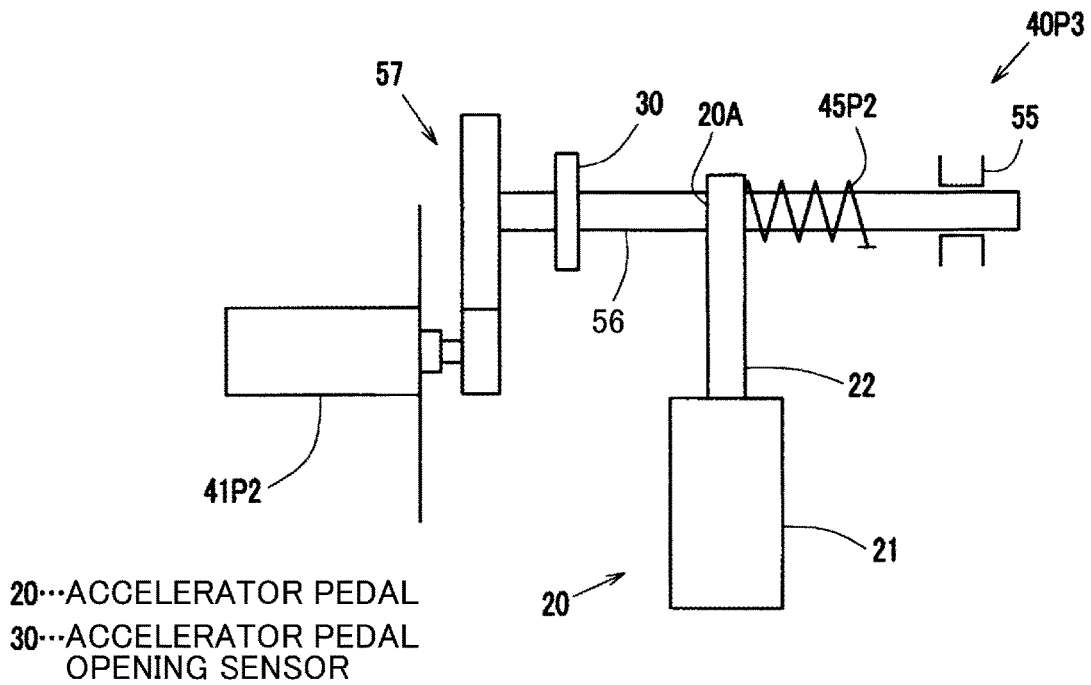 40P3
57
30
20A
45P2
55
56
22
41P2
21
20
20···ACCELERATOR PEDAL
30···ACCELERATOR PEDAL
OPENING SENSOR